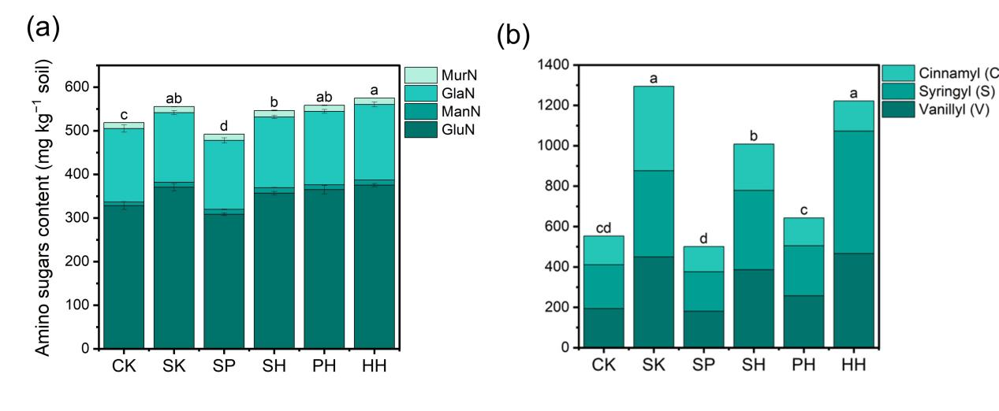 (a)
Amino sugars content (mg kg⁻¹ soil)
600
500
400
300
200
100
0
c
ab
d
b
ab
a
CK
SK
SP
SH
PH
HH
MurN
GlaN
ManN
GluN
(b)
1400
1200
1000
800
600
400
200
0
cd
a
d
b
c
a
CK
SK
SP
SH
PH
HH
Cinnamyl (C
Syringyl (S)
Vanillyl (V)